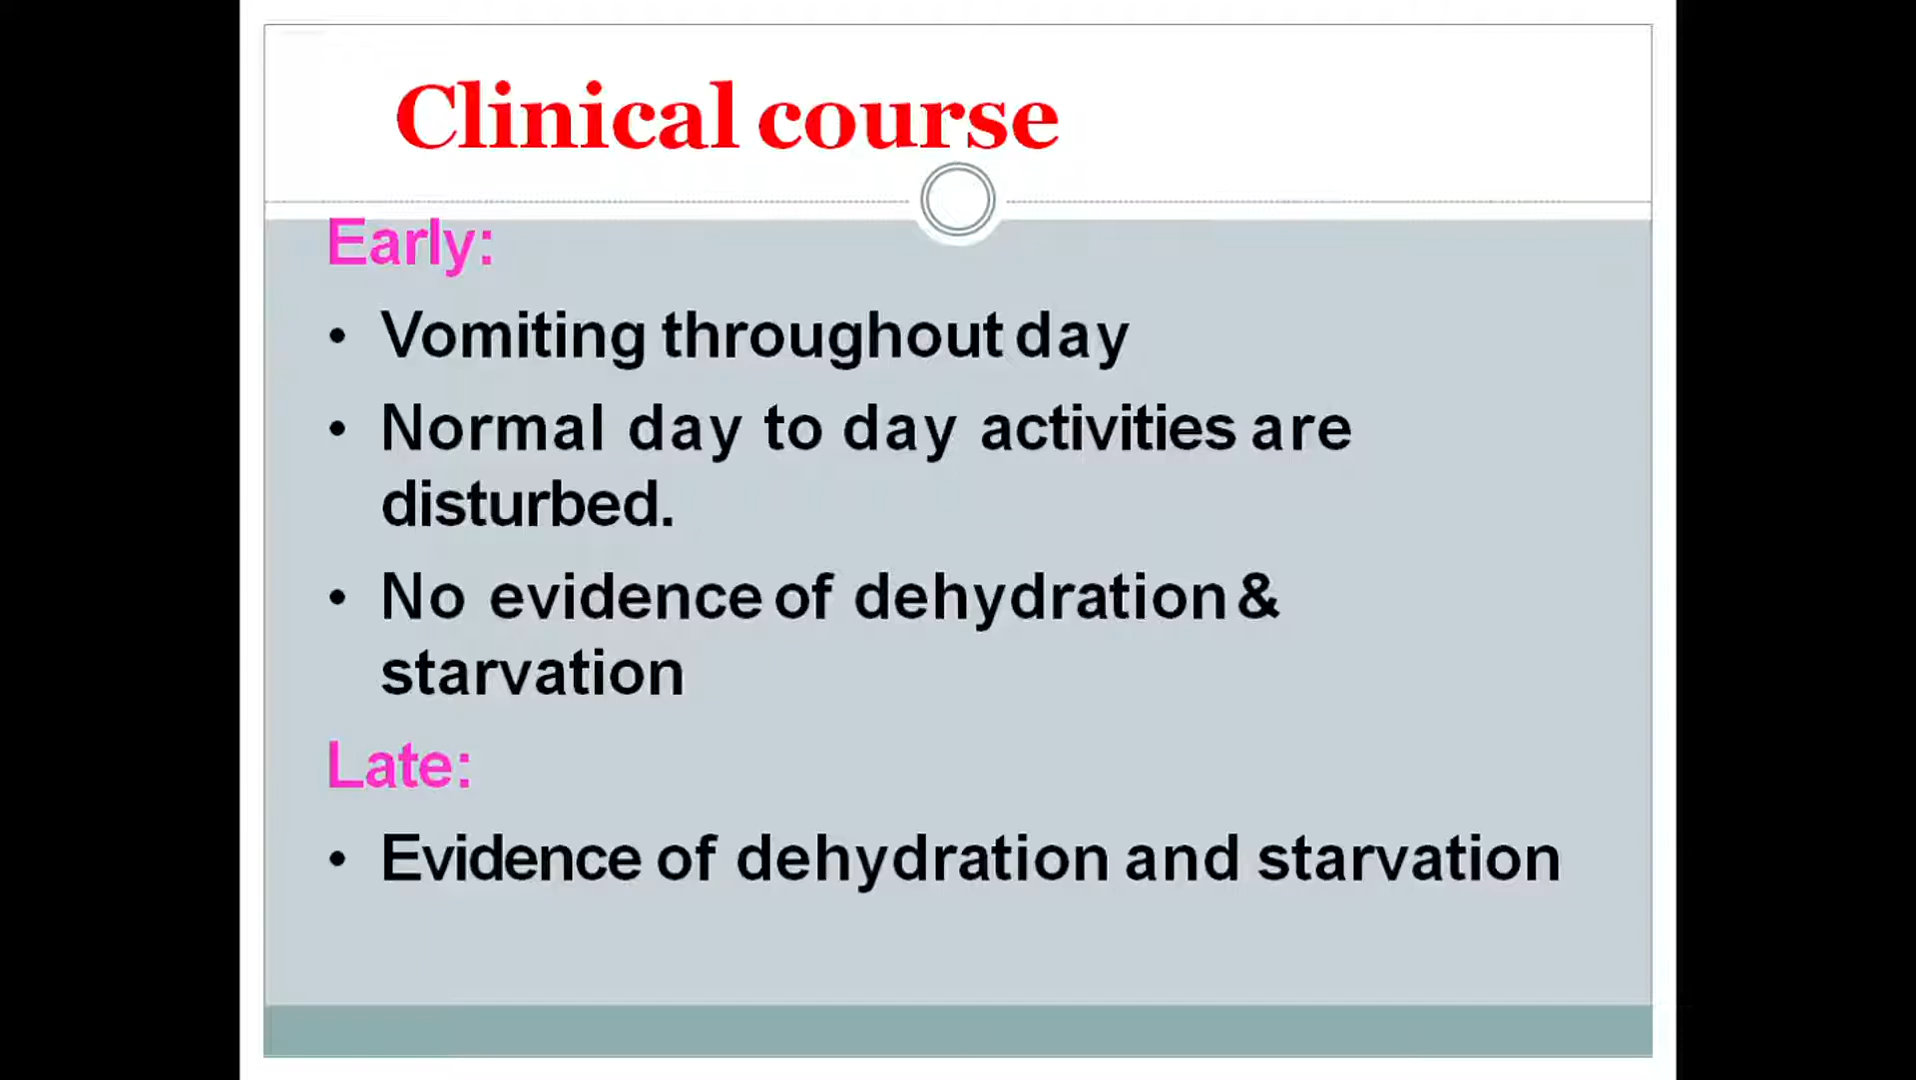 Clinical course
Early:
• Vomiting throughout day
• Normal day to day activities are
disturbed.
• No evidence of dehydration &
starvation
Late:
• Evidence of dehydration and starvation